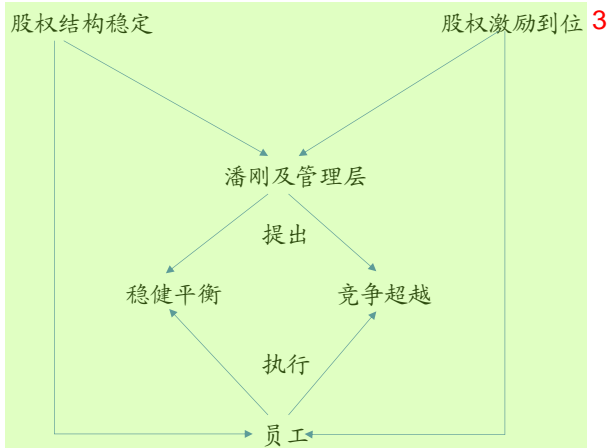 股权结构稳定
股权激励到位 3
潘刚及管理层
提出
稳健平衡
竞争超越
执行
员工